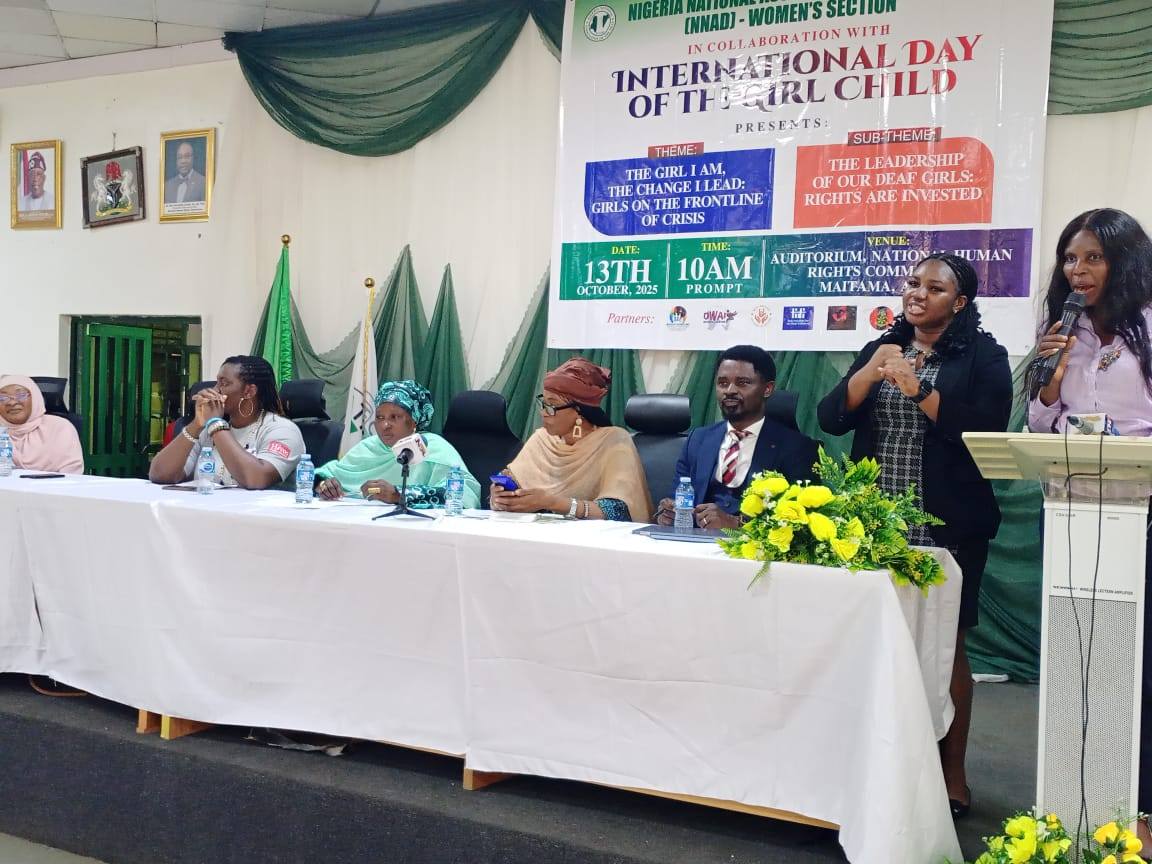 NIGERIA NATIONAL
(NNAD) - WOMEN'S SECTION
IN COLLABORATION WITH
INTERNATIONAL DAY
OF THE GIRL CHILD
PRESENTS:
THEME:
THE GIRL I AM,
THE CHANGE I LEAD:
GIRLS ON THE FRONTLINE
OF CRISIS
SUB-THEME:
THE LEADERSHIP
OF OUR DEAF GIRLS:
RIGHTS ARE INVESTED
DATE:
13TH
OCTOBER, 2025
TIME:
10AM
PROMPT
VENUE:
AUDITORIUM, NATIONAL HUMAN
RIGHTS COMM
MAITAMA, A
Partners: